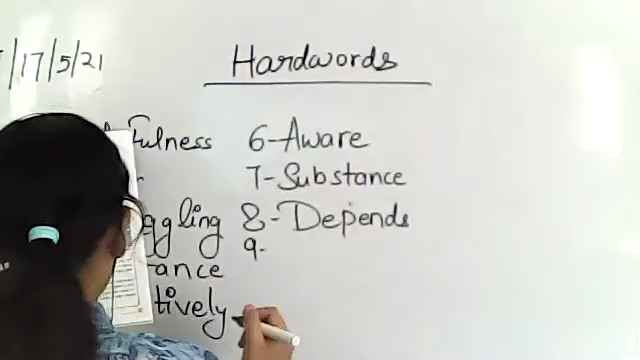 /17/5/21
Hardwords
fulness
6-Aware
7-Substance
ggling
8-Depends
ance
9-
tively